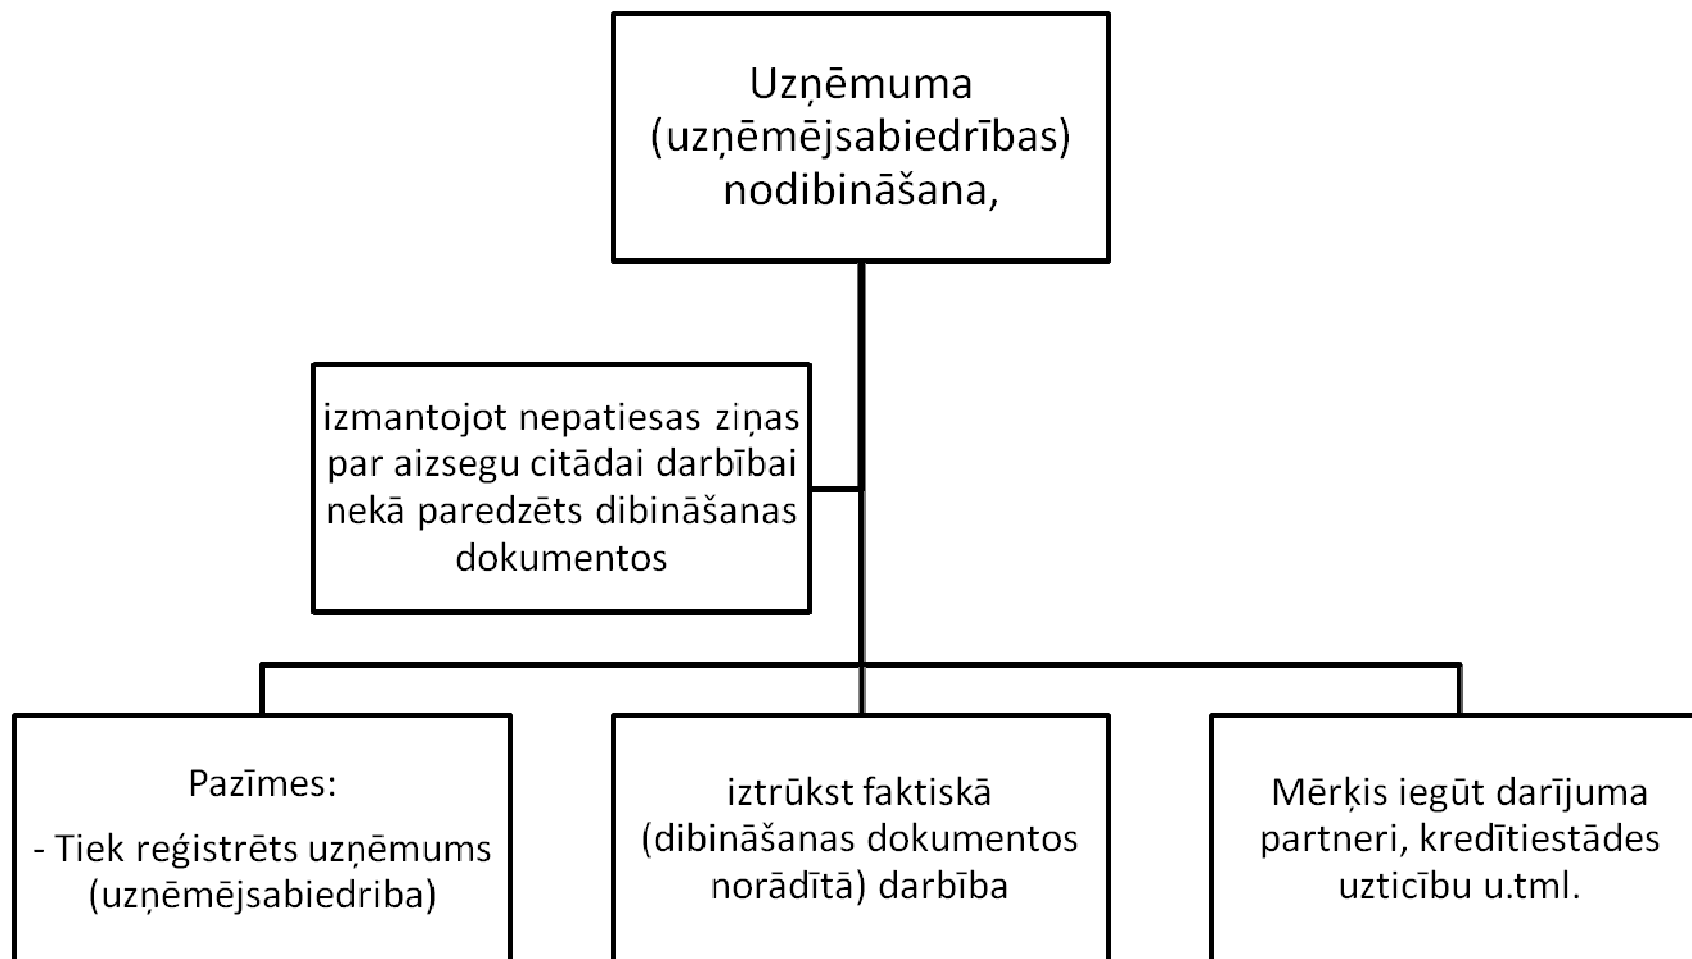 Uzņēmuma
(uzņēmējsabiedrības)
nodibināšana,
izmantojot nepatiesas ziņas
par aizsegu citādai darbībai
nekā paredzēts dibināšanas
dokumentos
Pazīmes:
- Tiek reģistrēts uzņēmums
(uzņēmējsabiedriba)
iztrūkst faktiskā
(dibināšanas dokumentos
norādītā) darbība
Mērķis iegūt darījuma
partneri, kredītiestādes
uzticību u.tml.